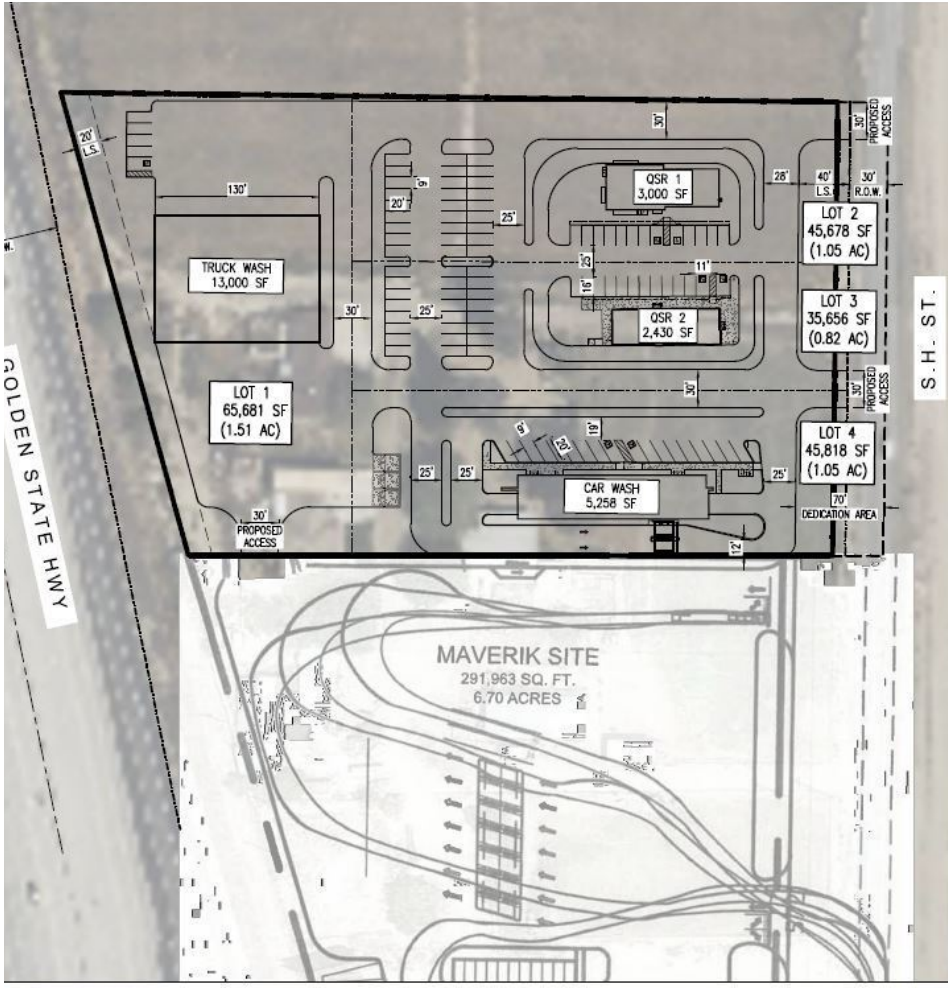 20'
L.S.
130'
TRUCK WASH
13,000 SF
30'
20'
9'
25'
25'
30'
QSR 1
3,000 SF
28'
40'
L.S.
30'
R.O.W.
30'
PROPOSED
ACCESS
LOT 2
45,678 SF
(1.05 AC)
25'
16'
11'
QSR 2
2,430 SF
LOT 3
35,656 SF
(0.82 AC)
S.H. ST.
GOLDEN STATE HWY
LOT 1
65,681 SF
(1.51 AC)
30'
30'
PROPOSED
ACCESS
9'
20'
19'
LOT 4
45,818 SF
(1.05 AC)
25'
25'
CAR WASH
5,258 SF
25'
70'
DEDICATION AREA
30'
PROPOSED
ACCESS
12'
MAVERIK SITE
291,963 SQ. FT.
6.70 ACRES